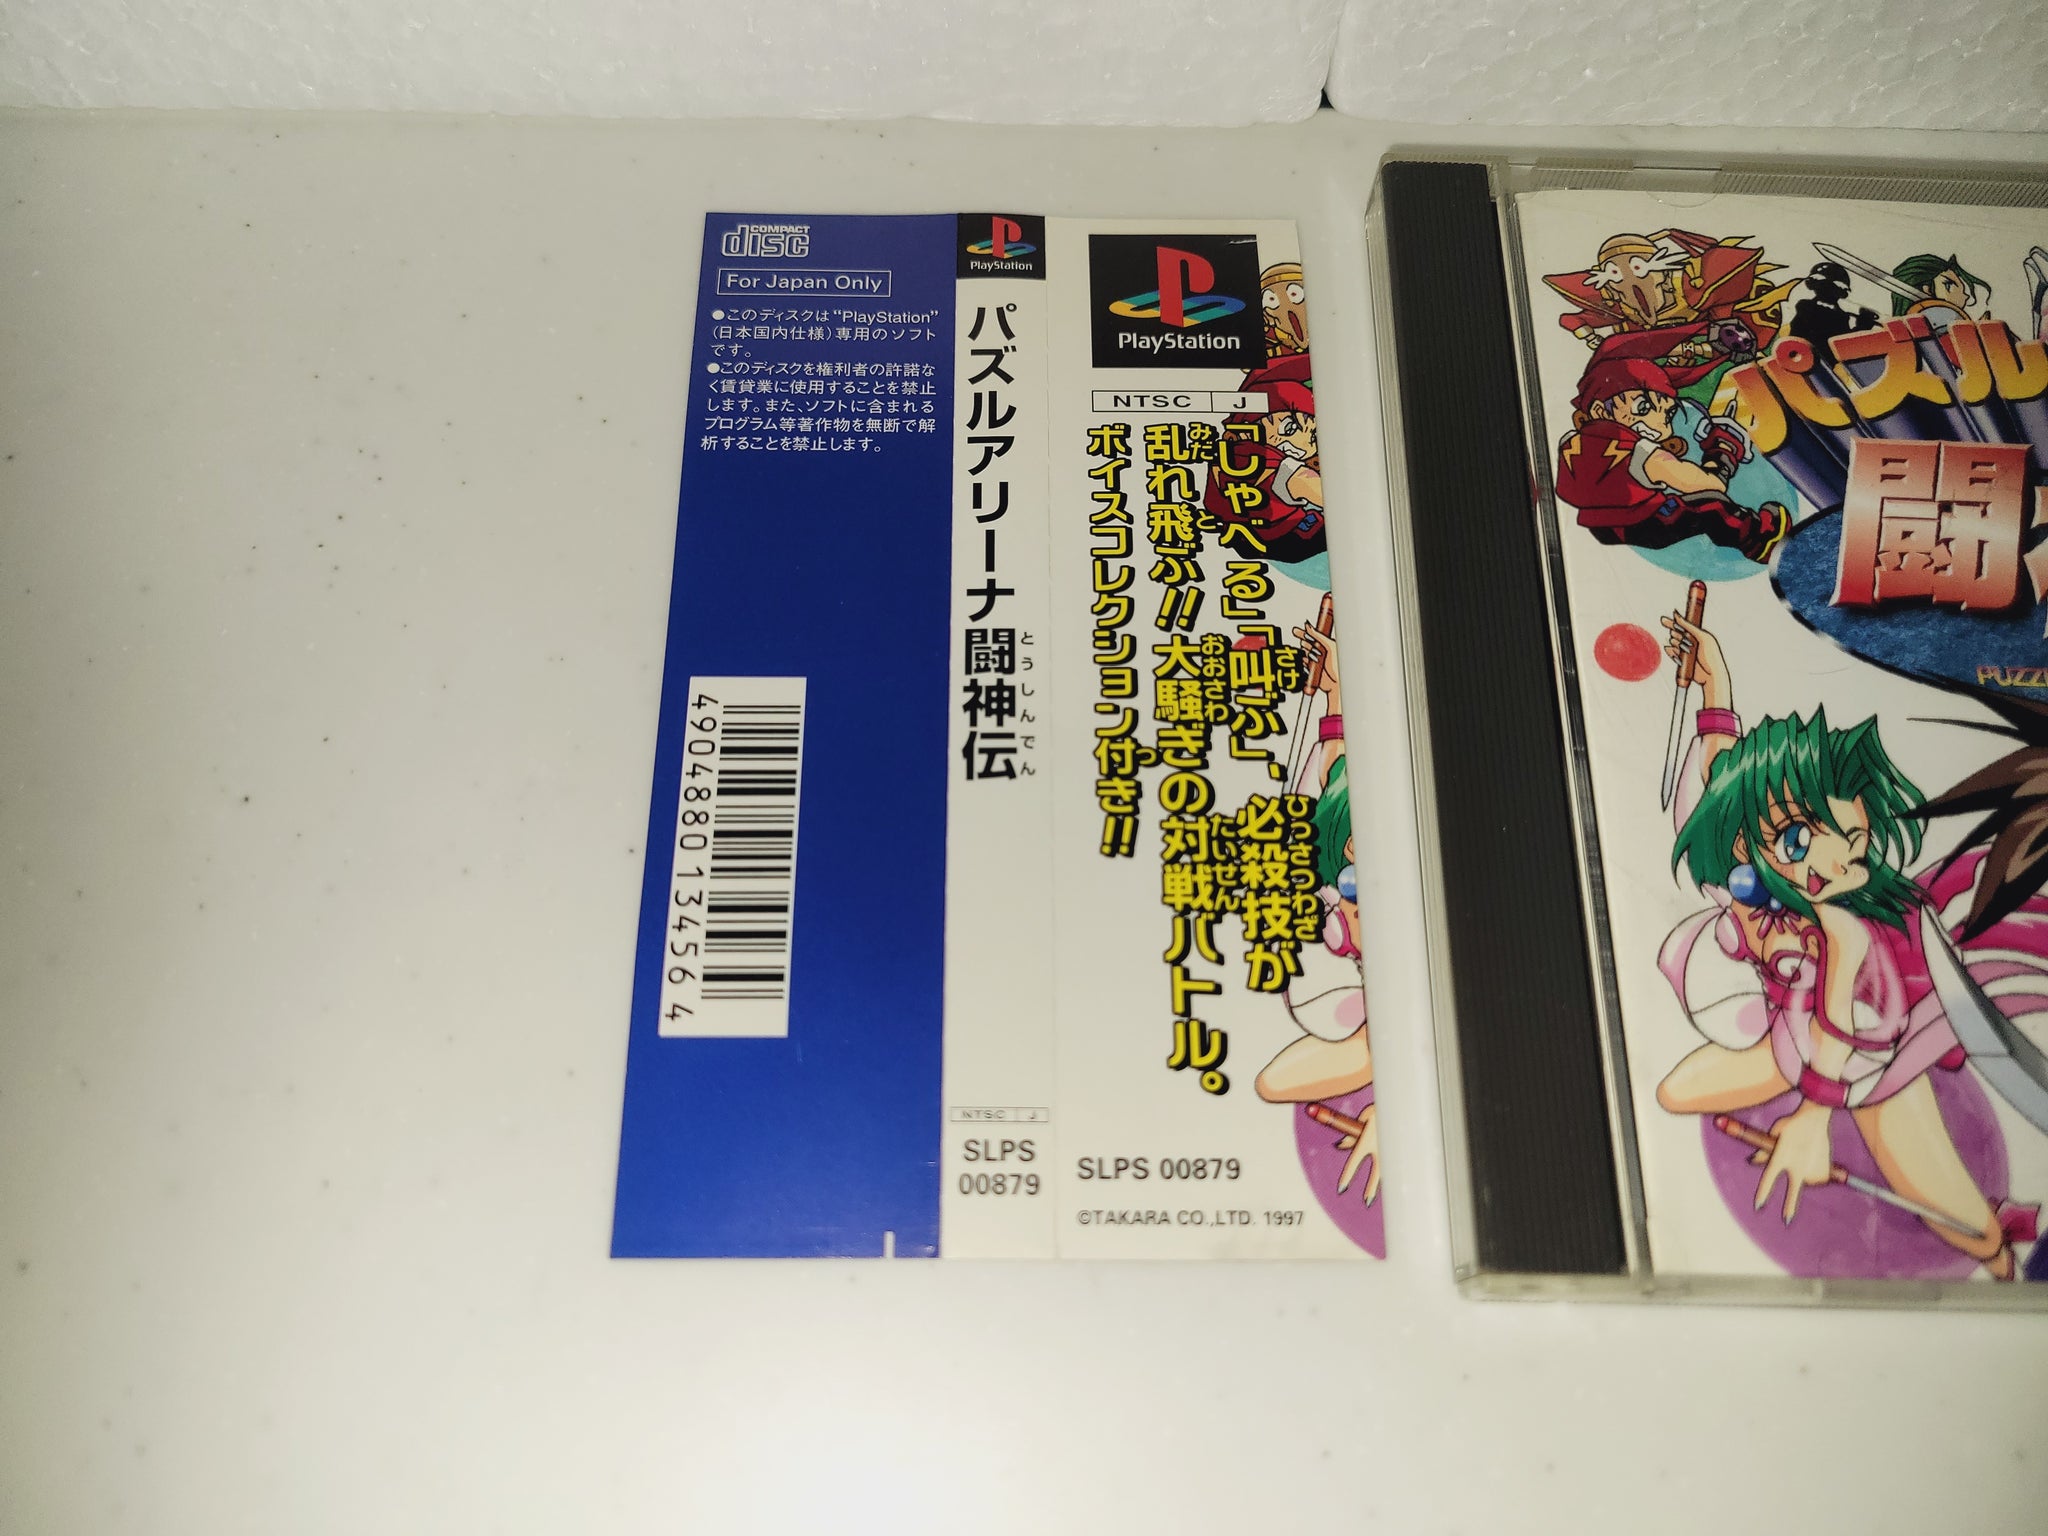 COMPACT
disc
For Japan Only
●このディスクは“PlayStation”
(日本国内仕様)専用のソフト
です。
●このディスクを権利者の許諾な
く賃貸業に使用することを禁止
します。また、ソフトに含まれる
プログラム等著作物を無断で解
析することを禁止します。
4904880134564
PlayStation
パズルアリーナ闘神伝
とうしんでん
NTSC J
SLPS
00879
PlayStation
NTSC J
「しゃべる」「叫ぶ」、必殺技が
さけ ひっさつわざ
乱れ飛ぶ!!大騒ぎの対戦バトル。
みだ と おおさわ たいせん
ボイスコレクション付き!!
つ
SLPS 00879
©TAKARA CO.,LTD. 1997
パズル
闘